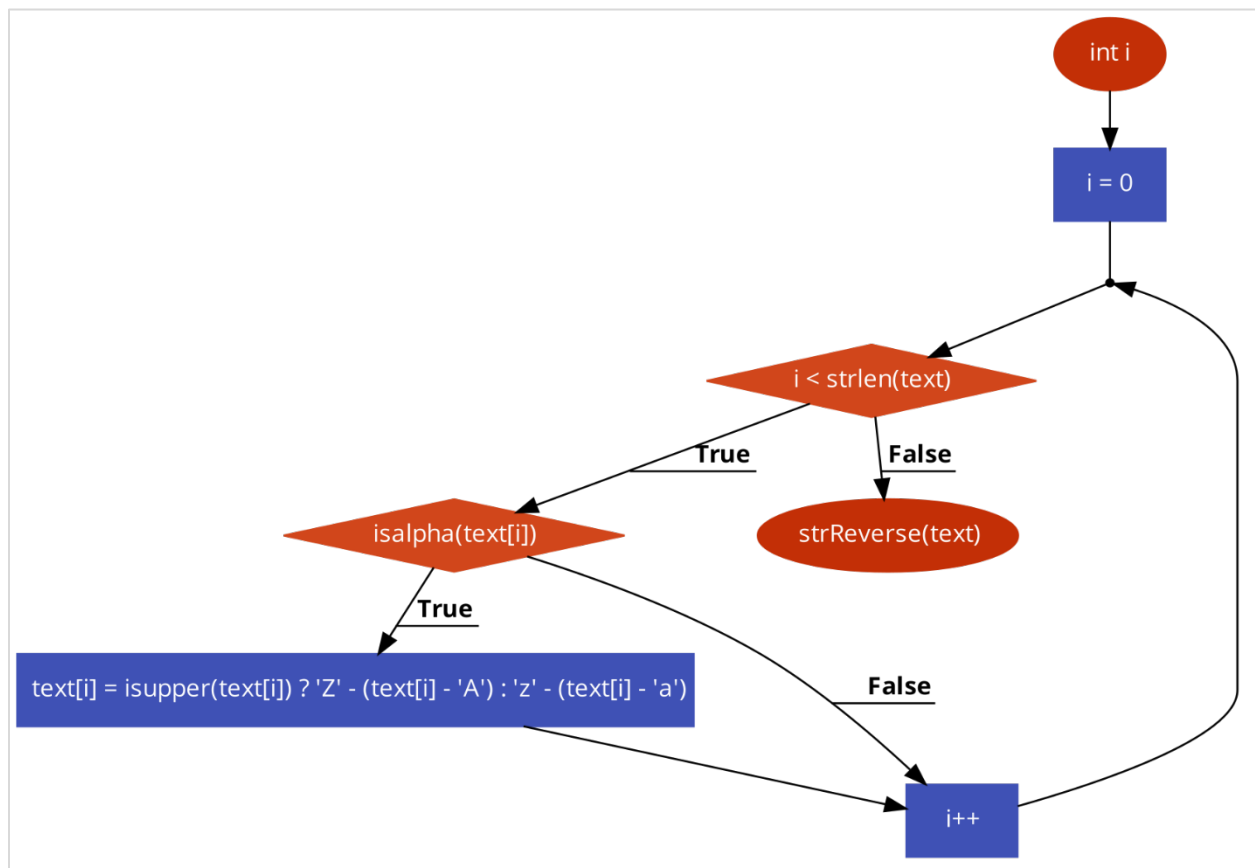 int i
i = 0
i < strlen(text)
True
False
isalpha(text[i])
strReverse(text)
True
text[i] = isupper(text[i]) ? 'Z' - (text[i] - 'A') : 'z' - (text[i] - 'a')
False
i++